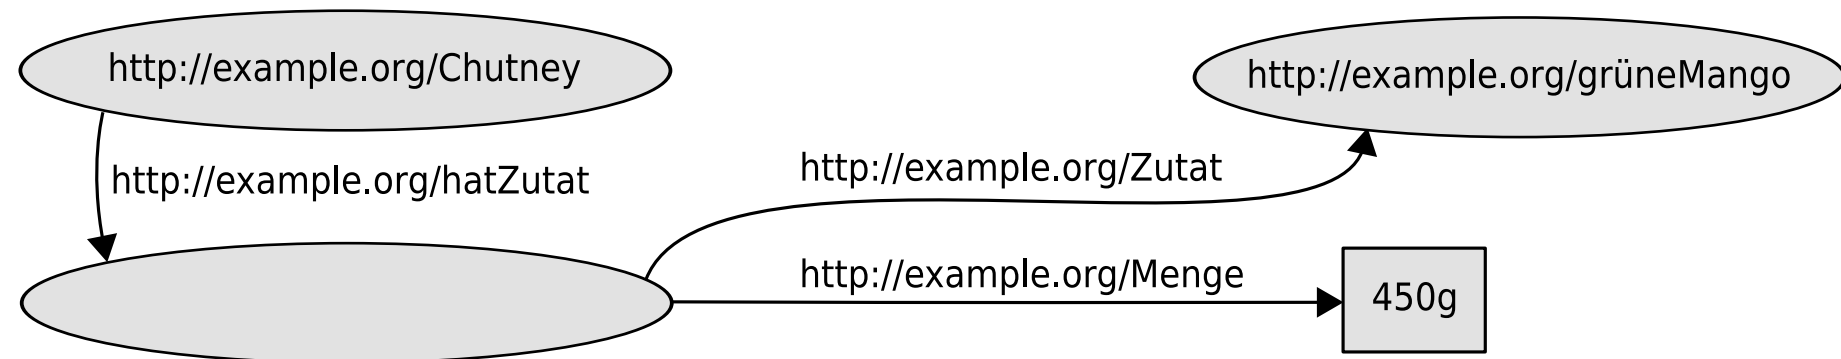 http://example.org/Chutney
http://example.org/grüneMango
http://example.org/hatZutat
http://example.org/Zutat
http://example.org/Menge
450g